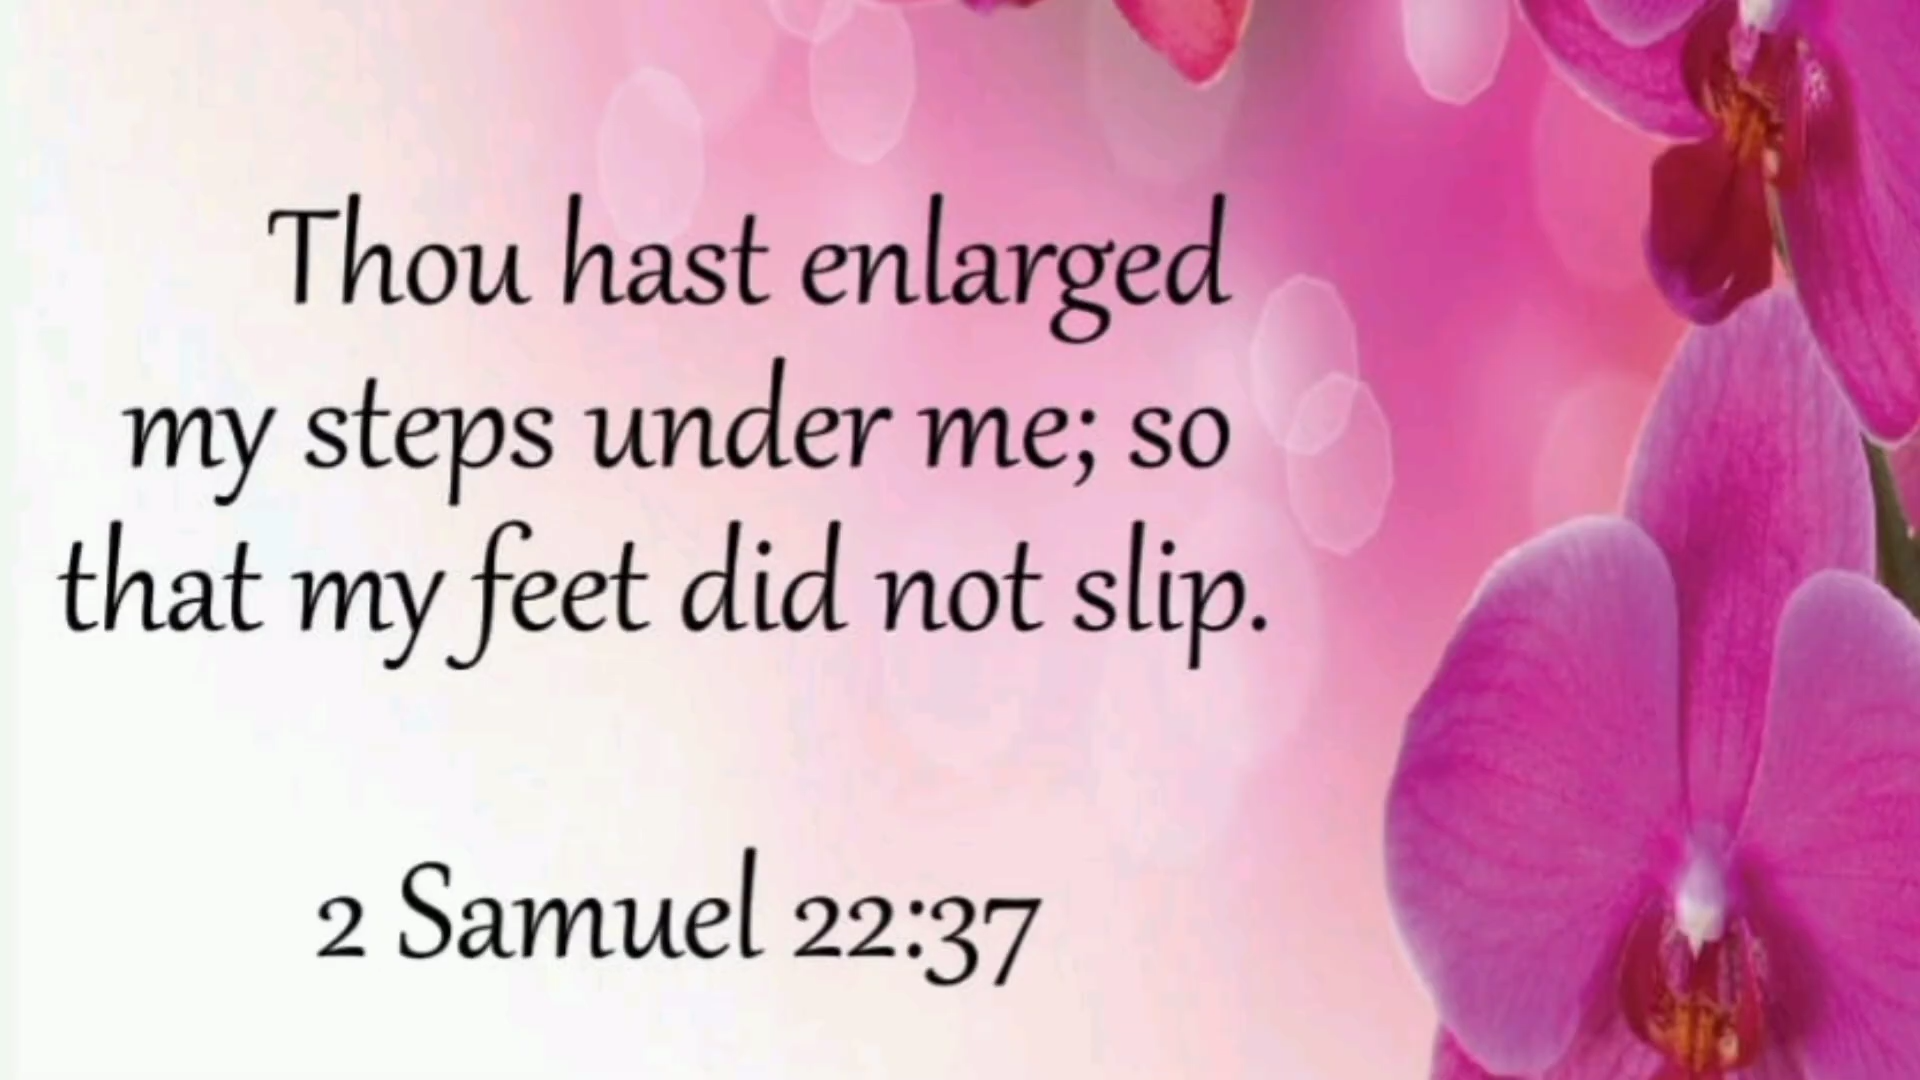 Thou hast enlarged
my steps under me; so
that my feet did not slip.
2 Samuel 22:37